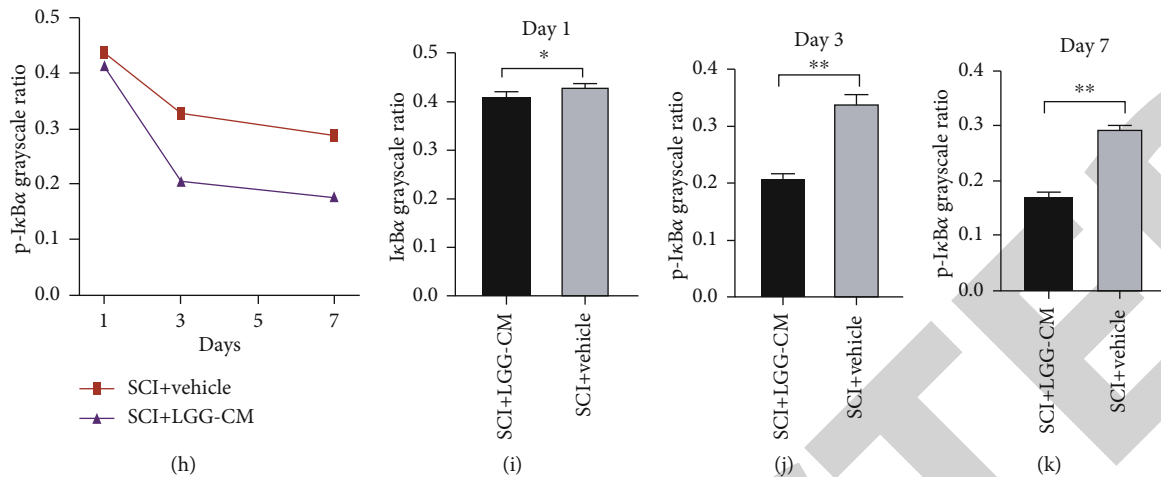 p-IκBα grayscale ratio
0.5
0.4
0.3
0.2
0.1
0.0
1 3 5 7
Days
SCI+vehicle
SCI+LGG-CM
(h)
Day 1
*
IκBα grayscale ratio
0.5
0.4
0.3
0.2
0.1
0.0
SCI+LGG-CM
SCI+vehicle
(i)
Day 3
**
p-IκBα grayscale ratio
0.4
0.3
0.2
0.1
0.0
SCI+LGG-CM
SCI+vehicle
(j)
Day 7
**
p-IκBα grayscale ratio
0.4
0.3
0.2
0.1
0.0
SCI+LGG-CM
SCI+vehicle
(k)
TE